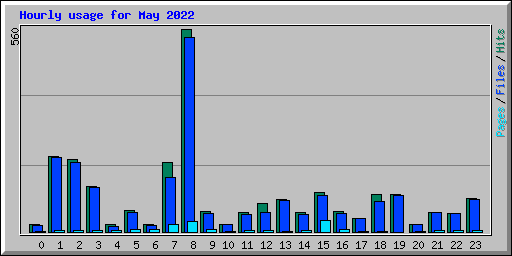 Hourly usage for May 2022
560
Pages/Files/Hits
0 1 2 3 4 5 6 7 8 9 10 11 12 13 14 15 16 17 18 19 20 21 22 23